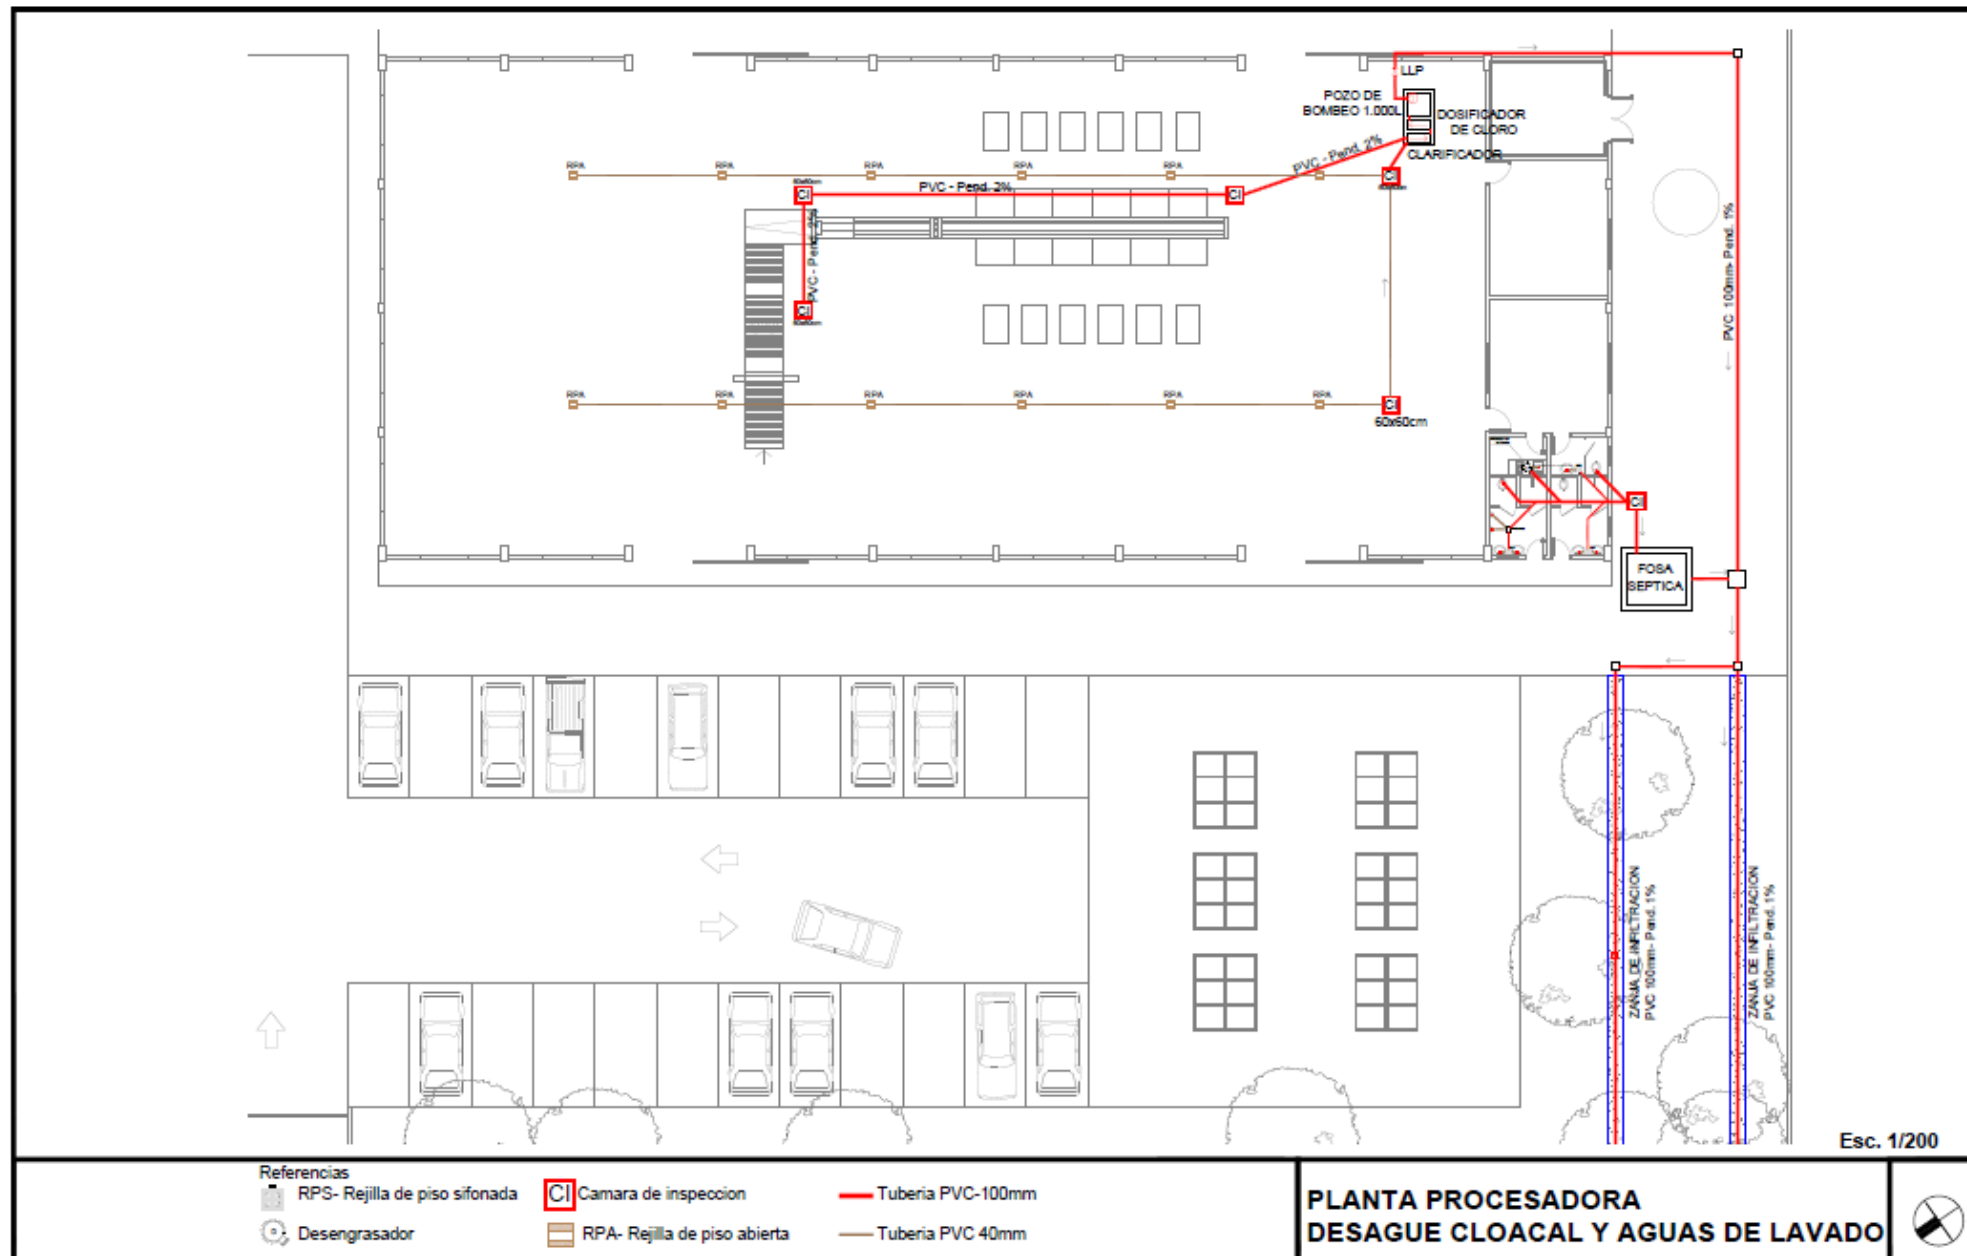 LLP
POZO DE
BOMBEO 1.000L
DOSIFICADOR
DE CLORO
CLARIFICADOR
PVC - Pend. 2%
RPA
RPA
RPA
RPA
RPA
CI
60x60cm
CI
PVC - Pend. 2%
CI
PVC - Pend. 2%
CI
60x60cm
PVC 100mm- Pend. 1%
RPA
RPA
RPA
RPA
RPA
RPA
CI
60x60cm
CI
FOSA
SEPTICA
ZANJA DE INFILTRACION
PVC 100mm- Pend. 1%
ZANJA DE INFILTRACION
PVC 100mm- Pend. 1%
Esc. 1/200
Referencias
RPS- Rejilla de piso sifonada
CI Camara de inspeccion
Tuberia PVC-100mm
Desengrasador
RPA- Rejilla de piso abierta
Tuberia PVC 40mm
PLANTA PROCESADORA
DESAGUE CLOACAL Y AGUAS DE LAVADO